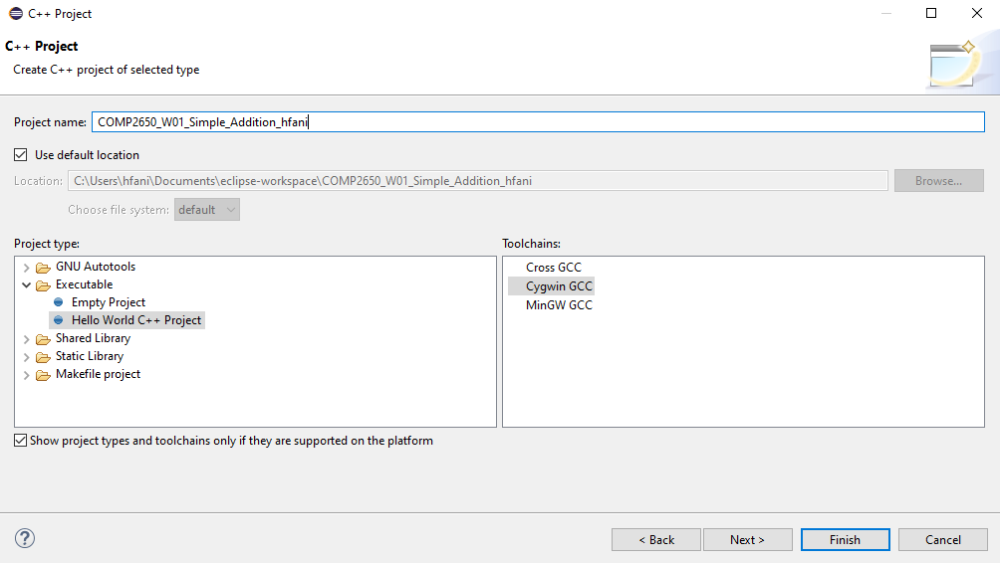 C++ Project
C++ Project
Create C++ project of selected type
Project name: COMP2650_W01_Simple_Addition_hfani
Use default location
Location: C:\Users\hfani\Documents\eclipse-workspace\COMP2650_W01_Simple_Addition_hfani Browse...
Choose file system: default
Project type:
GNU Autotools
Executable
Empty Project
Hello World C++ Project
Shared Library
Static Library
Makefile project
Toolchains:
Cross GCC
Cygwin GCC
MinGW GCC
Show project types and toolchains only if they are supported on the platform
? < Back Next > Finish Cancel